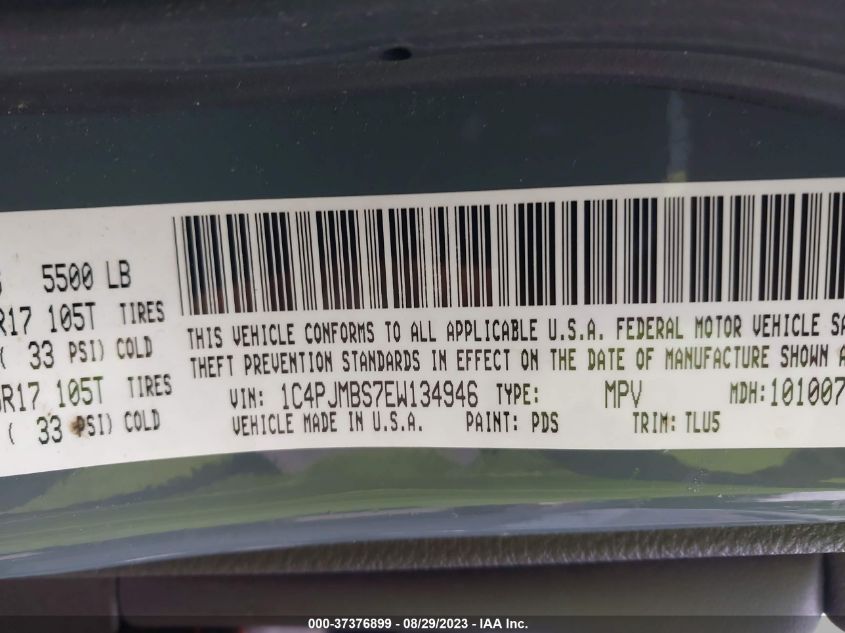 5500 LB
R17 105T TIRES
( 33 PSI) COLD
R17 105T TIRES
( 33 PSI) COLD
THIS VEHICLE CONFORMS TO ALL APPLICABLE U.S.A. FEDERAL MOTOR VEHICLE SA
THEFT PREVENTION STANDARDS IN EFFECT ON THE DATE OF MANUFACTURE SHOWN A
VIN: 1C4PJMBS7EW134946 TYPE: MPV MDH:101007
VEHICLE MADE IN U.S.A. PAINT: PDS TRIM: TLU5
000-37376899 - 08/29/2023 - IAA Inc.